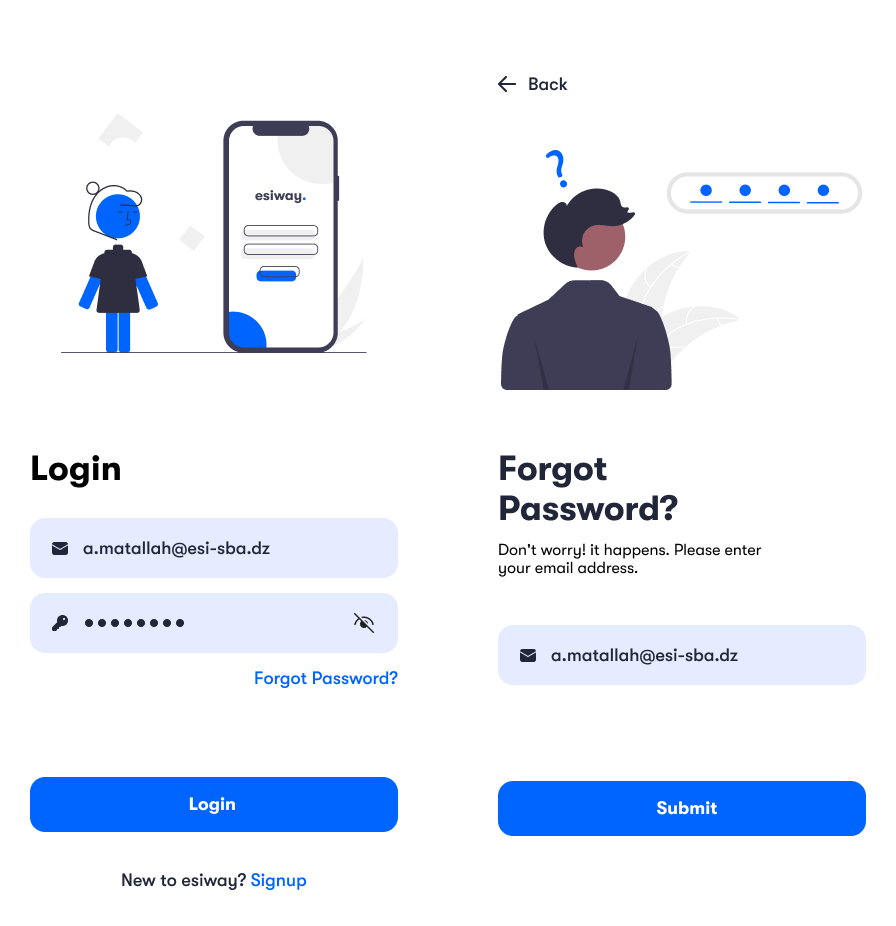 esiway.
Login
a.matallah@esi-sba.dz
Forgot Password?
Login
New to esiway? Signup
Back
?
Forgot
Password?
Don't worry! it happens. Please enter
your email address.
a.matallah@esi-sba.dz
Submit